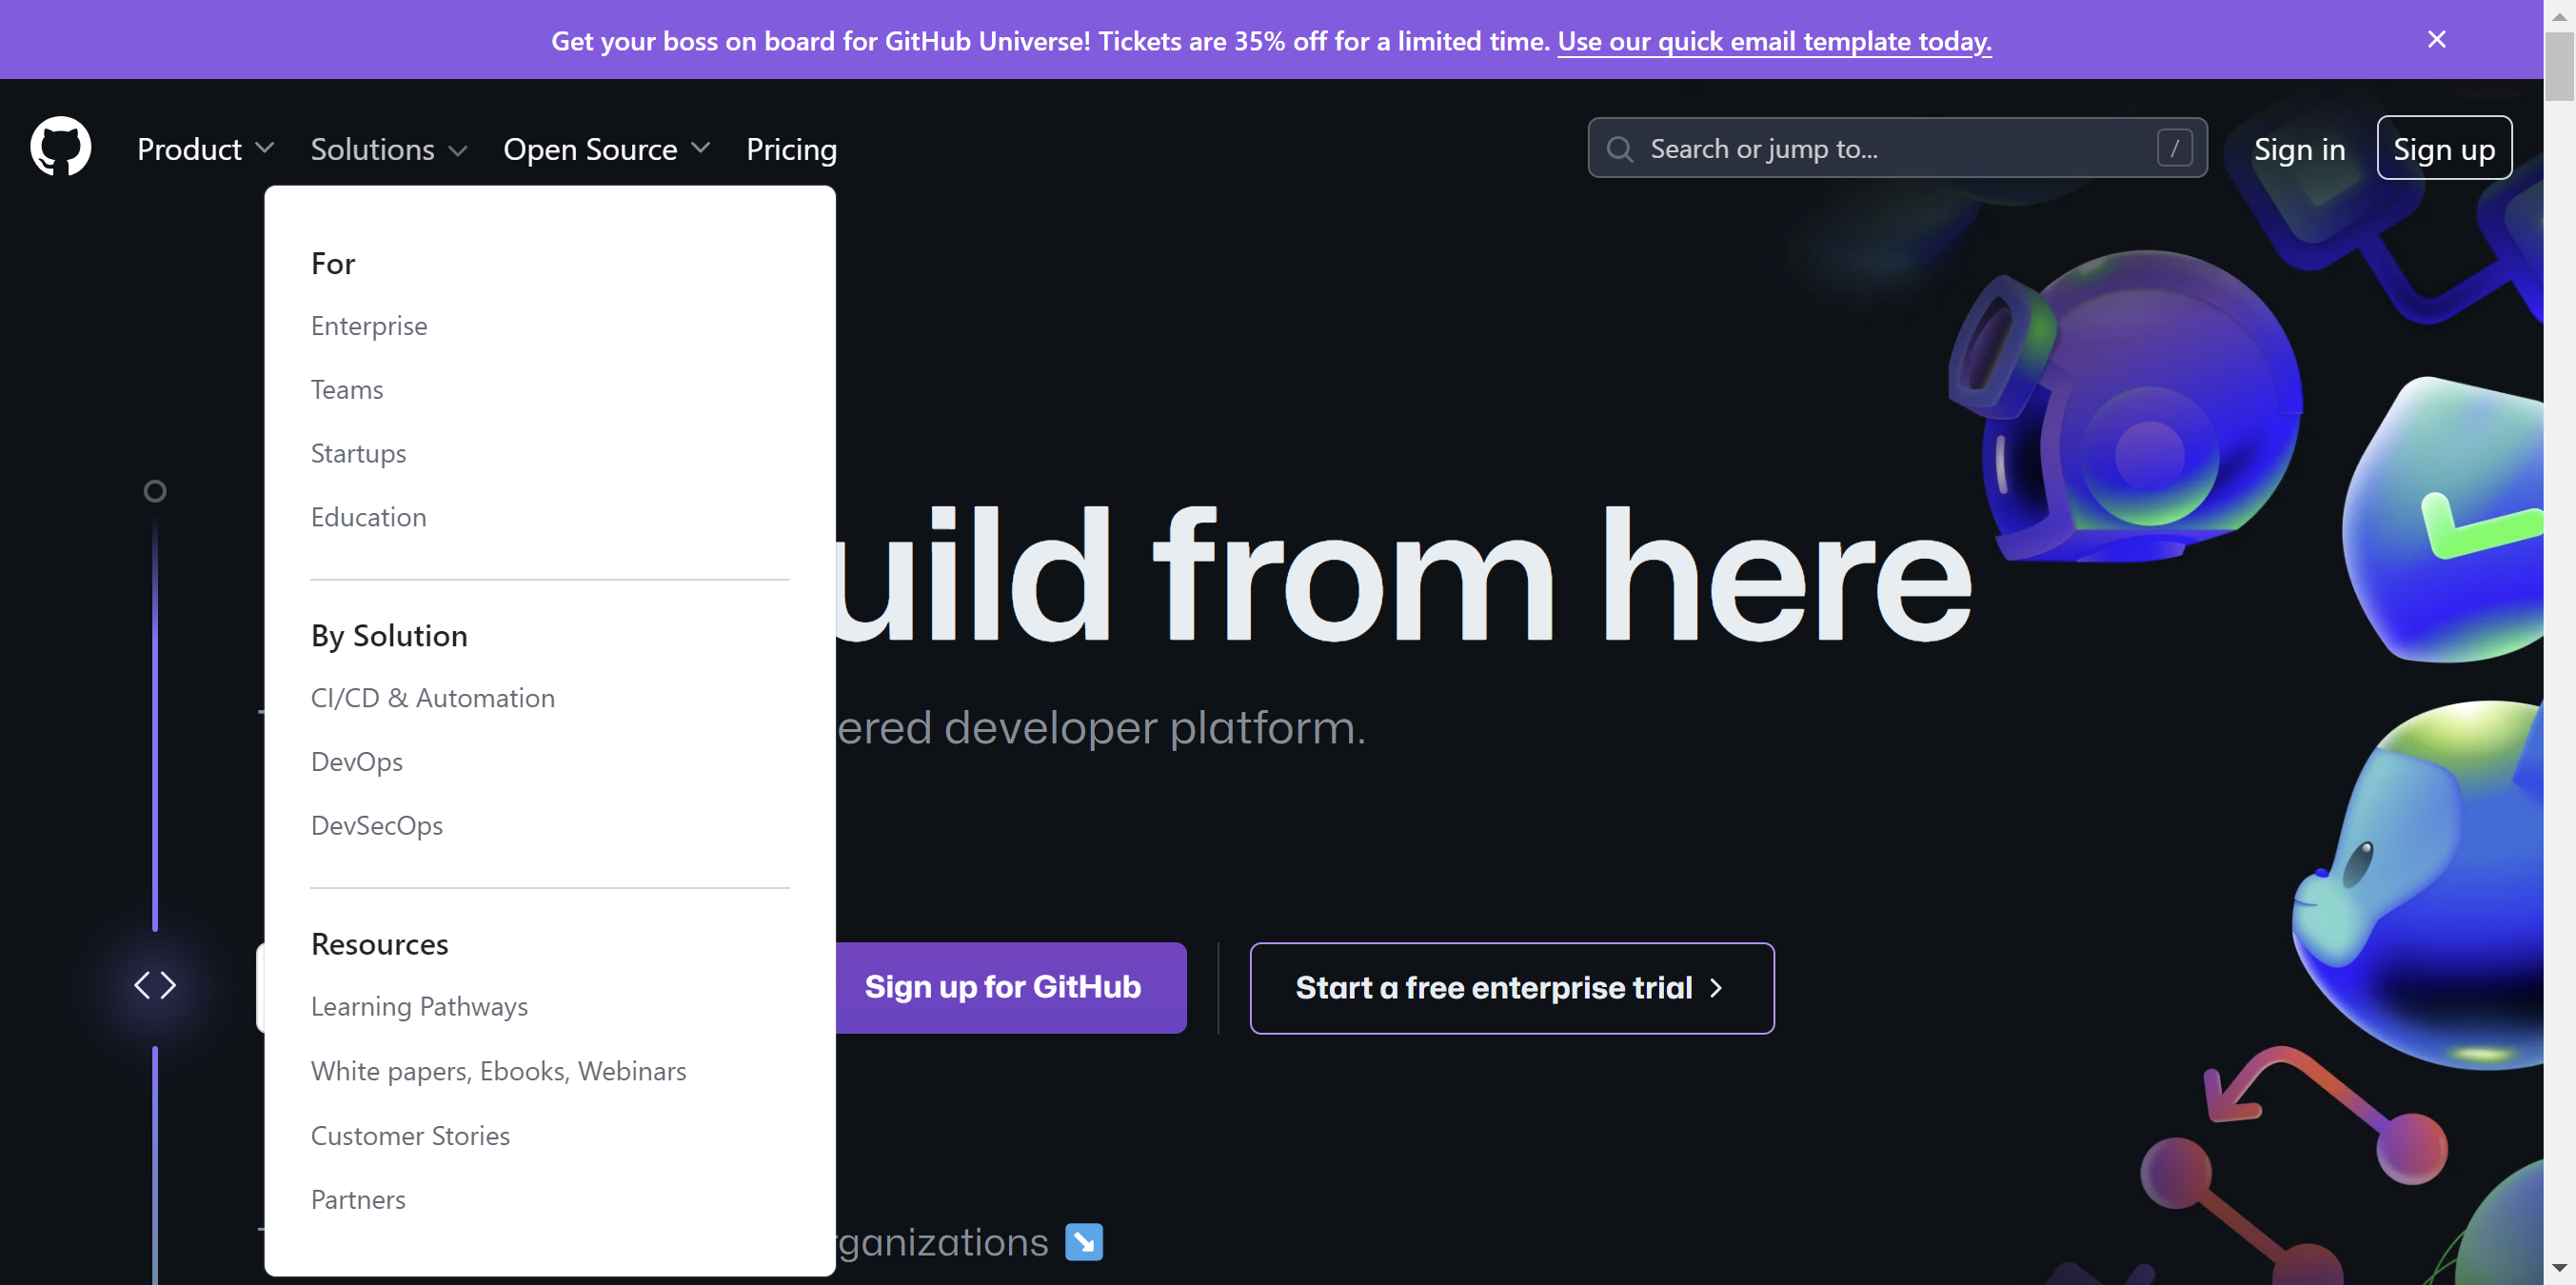 Get your boss on board for GitHub Universe! Tickets are 35% off for a limited time. Use our quick email template today.
Product Solutions Open Source Pricing Search or jump to... / Sign in Sign up
For
Enterprise
Teams
Startups
Education
By Solution
CI/CD & Automation
DevOps
DevSecOps
Resources
Learning Pathways
White papers, Ebooks, Webinars
Customer Stories
Partners
uild from here
ered developer platform.
Sign up for GitHub
Start a free enterprise trial
ganizations